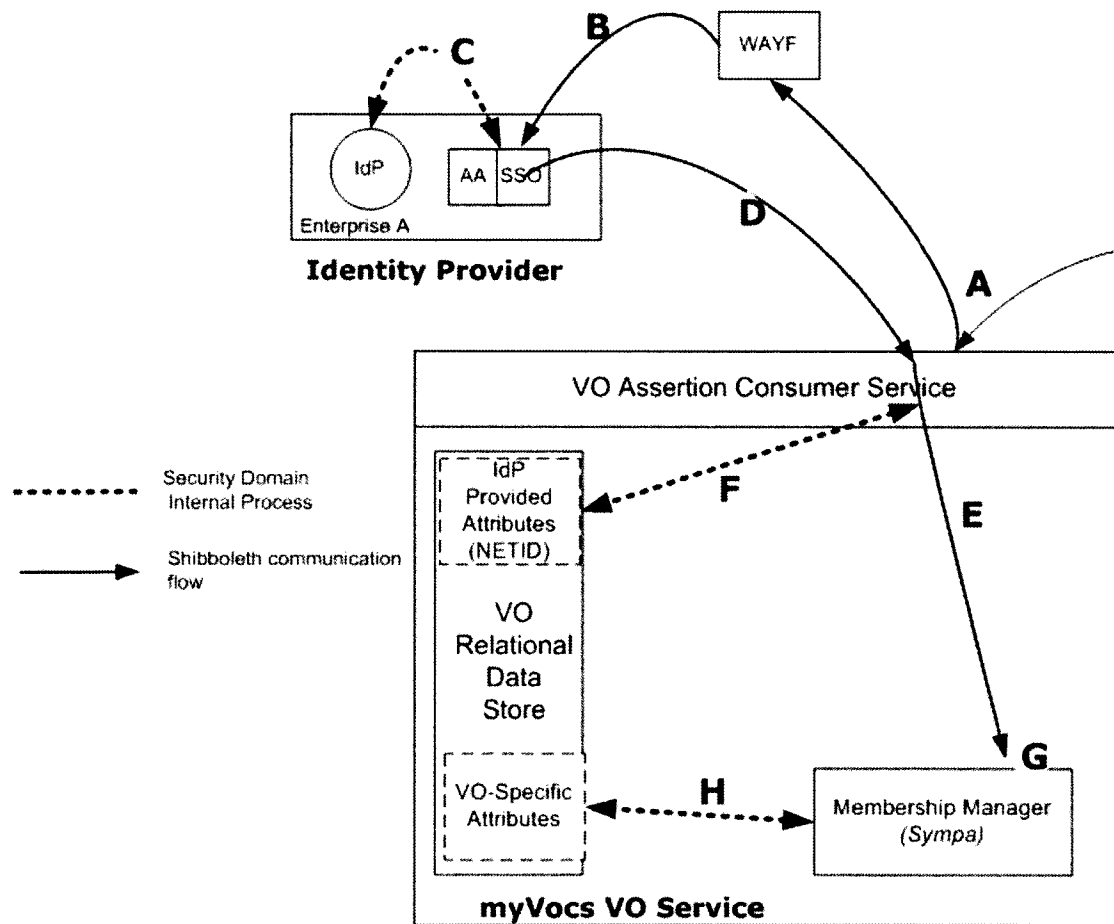 B
WAYF
C
IdP
AA
SSO
Enterprise A
Identity Provider
D
A
VO Assertion Consumer Service
Security Domain
Internal Process
Shibboleth communication
flow
IdP
Provided
Attributes
(NETID)
F
E
VO
Relational
Data
Store
VO-Specific
Attributes
H
G
Membership Manager
(Sympa)
myVocs VO Service